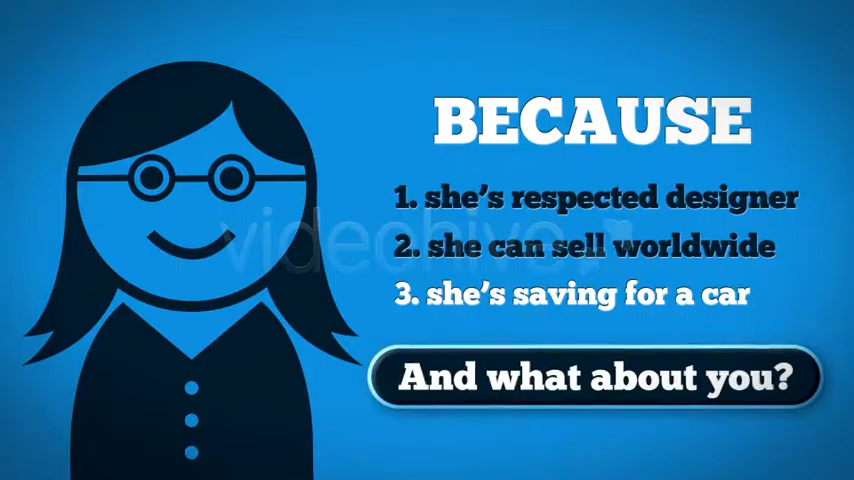 BECAUSE
1. she's respected designer
2. she can sell worldwide
3. she's saving for a car
videohive
And what about you?